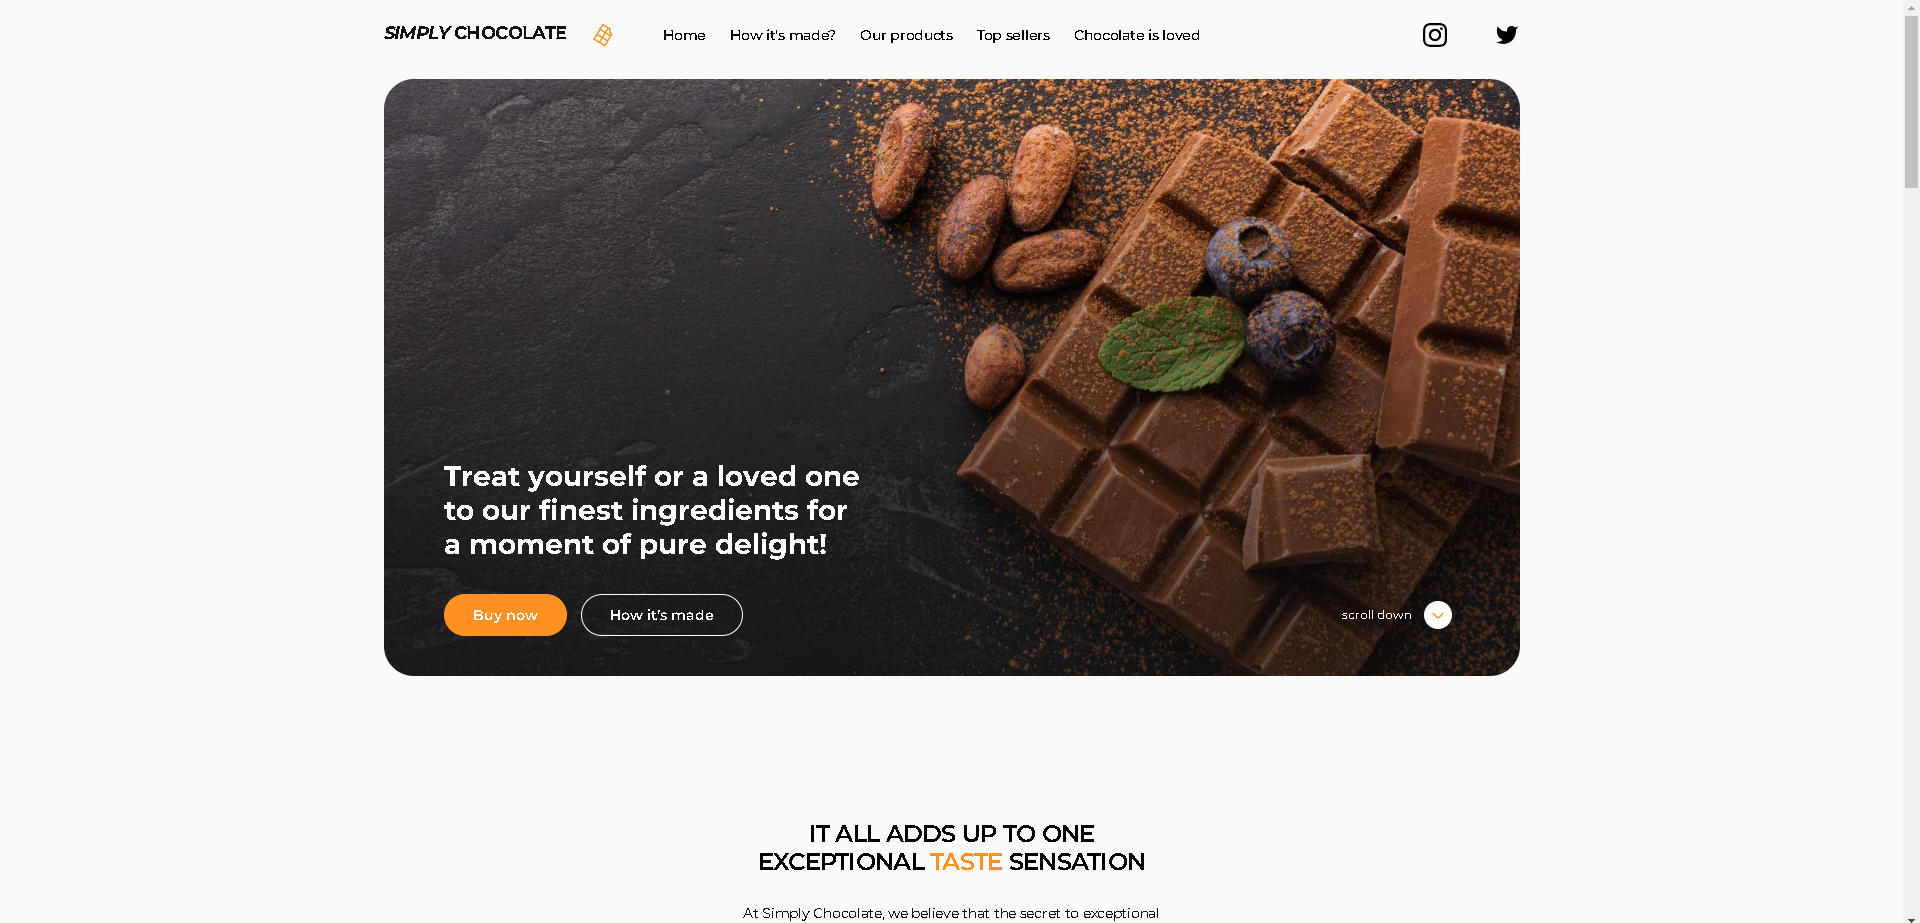 SIMPLY CHOCOLATE
Home How it's made? Our products Top sellers Chocolate is loved
Treat yourself or a loved one
to our finest ingredients for
a moment of pure delight!
Buy now How it's made scroll down
IT ALL ADDS UP TO ONE
EXCEPTIONAL TASTE SENSATION
At Simply Chocolate, we believe that the secret to exceptional